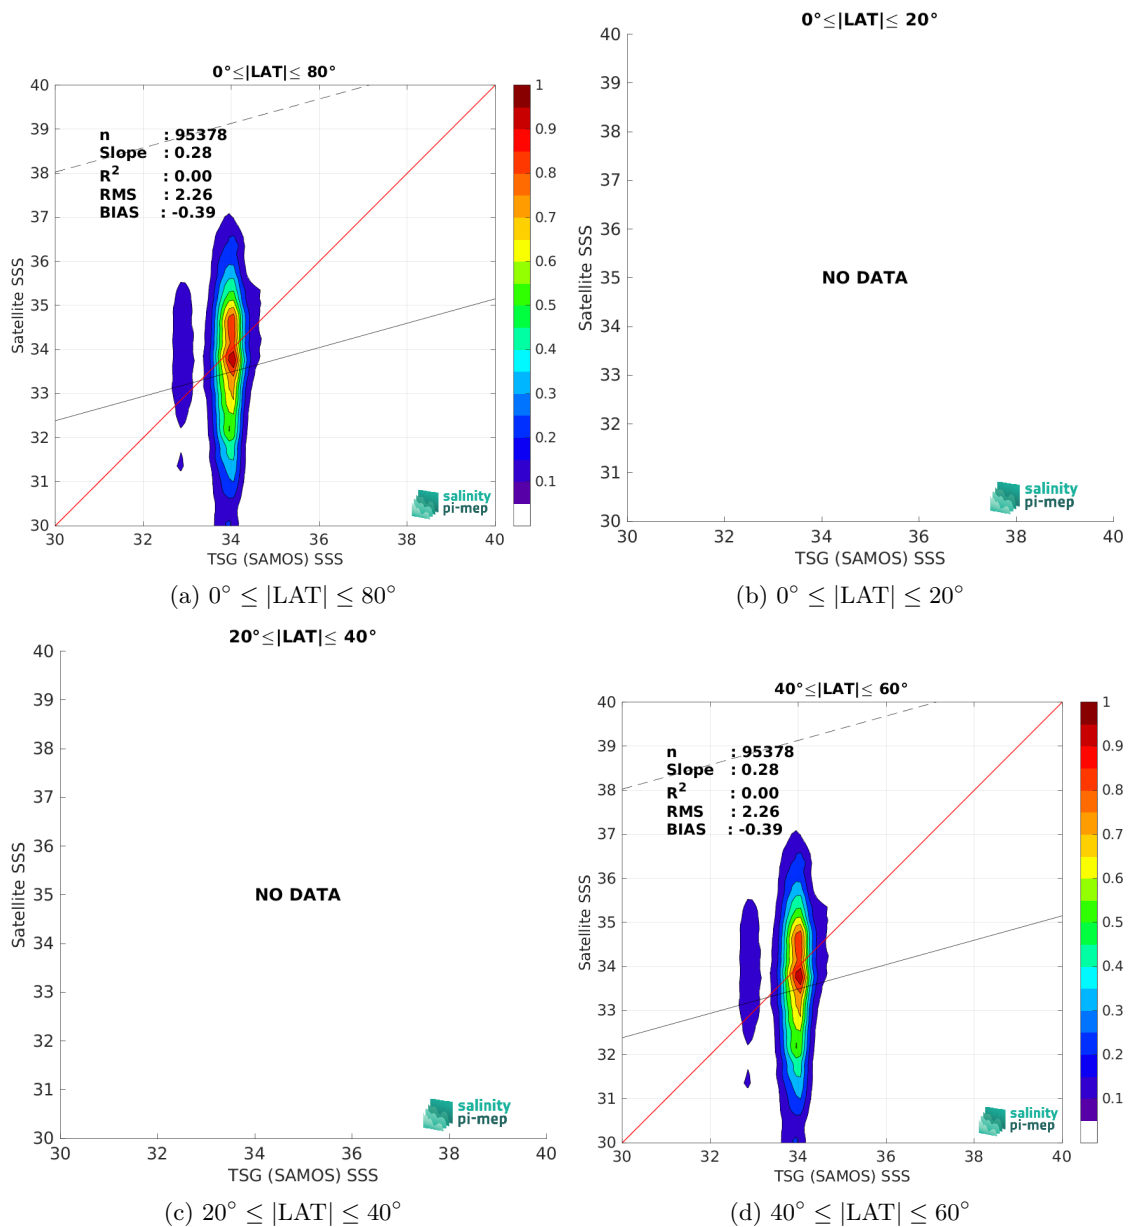 0°≤|LAT|≤ 80°
40
39
38
37
36
35
34
33
32
31
30
Satellite SSS
n : 95378
Slope : 0.28
R2 : 0.00
RMS : 2.26
BIAS : -0.39
salinity
pi-mep
1
0.9
0.8
0.7
0.6
0.5
0.4
0.3
0.2
0.1
30 32 34 36 38 40
TSG (SAMOS) SSS
(a) 0° ≤ |LAT| ≤ 80°
0°≤|LAT|≤ 20°
40
39
38
37
36
35
34
33
32
31
30
Satellite SSS
NO DATA
salinity
pi-mep
30 32 34 36 38 40
TSG (SAMOS) SSS
(b) 0° ≤ |LAT| ≤ 20°
20°≤|LAT|≤ 40°
40
39
38
37
36
35
34
33
32
31
30
Satellite SSS
NO DATA
salinity
pi-mep
30 32 34 36 38 40
TSG (SAMOS) SSS
(c) 20° ≤ |LAT| ≤ 40°
40°≤|LAT|≤ 60°
40
39
38
37
36
35
34
33
32
31
30
Satellite SSS
n : 95378
Slope : 0.28
R2 : 0.00
RMS : 2.26
BIAS : -0.39
salinity
pi-mep
1
0.9
0.8
0.7
0.6
0.5
0.4
0.3
0.2
0.1
30 32 34 36 38 40
TSG (SAMOS) SSS
(d) 40° ≤ |LAT| ≤ 60°